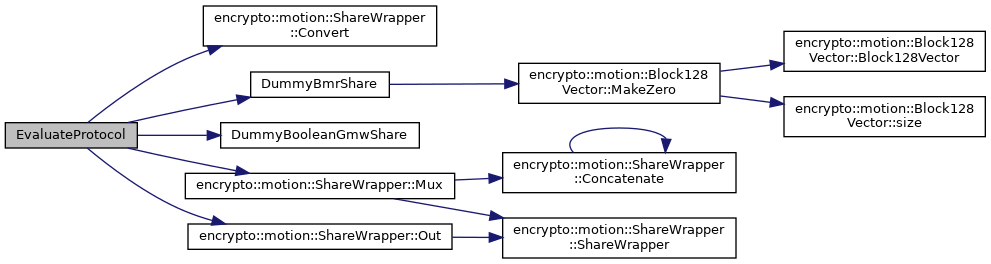 EvaluateProtocol
encrypto::motion::ShareWrapper
::Convert
DummyBmrShare
DummyBooleanGmwShare
encrypto::motion::ShareWrapper::Mux
encrypto::motion::ShareWrapper::Out
encrypto::motion::Block128
Vector::MakeZero
encrypto::motion::ShareWrapper
::Concatenate
encrypto::motion::ShareWrapper
::ShareWrapper
encrypto::motion::Block128
Vector::Block128Vector
encrypto::motion::Block128
Vector::size